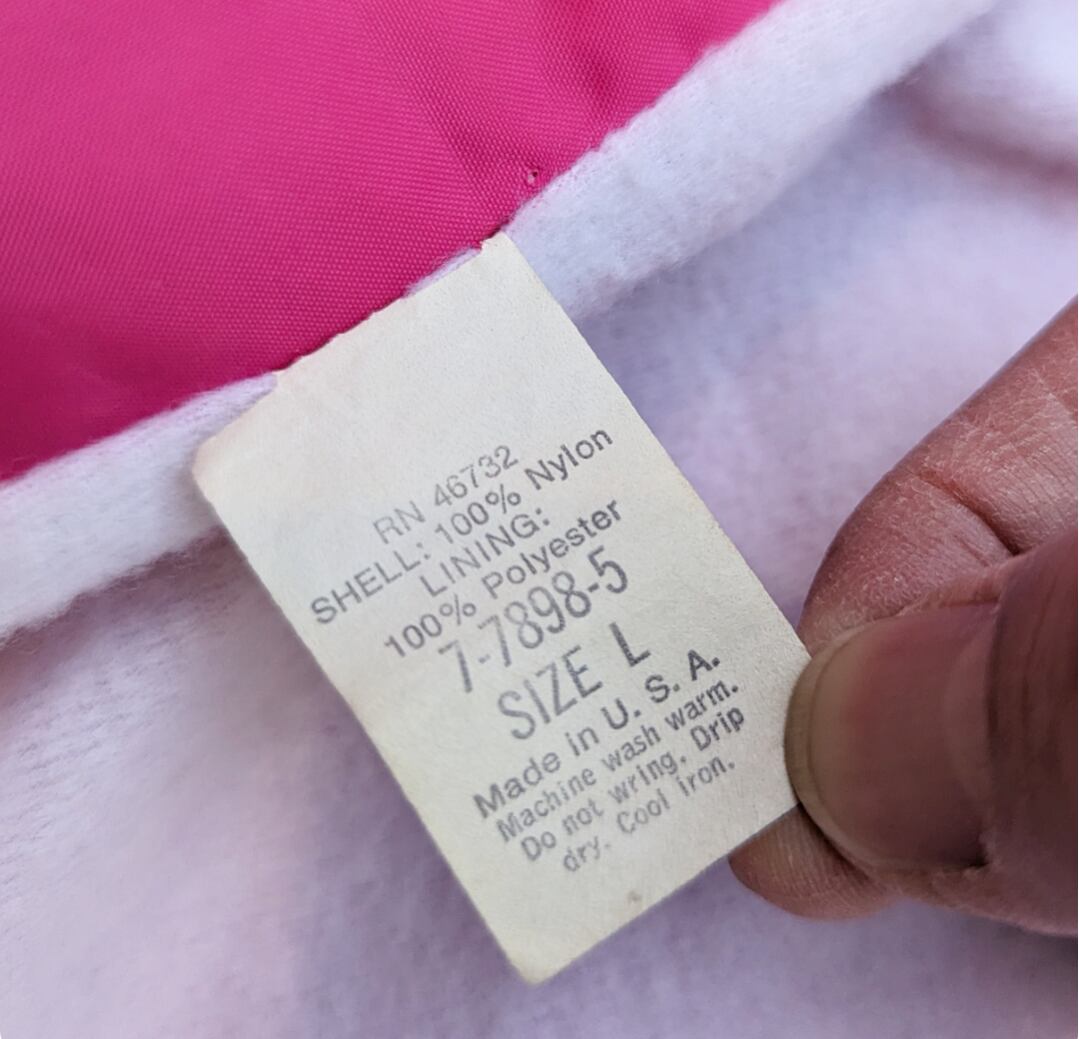 RN 46732
SHELL: 100% Nylon
LINING:
100% Polyester
7-7898-5
SIZE L
Made in U. S. A.
Machine wash warm.
Do not wring. Drip
dry. Cool iron.